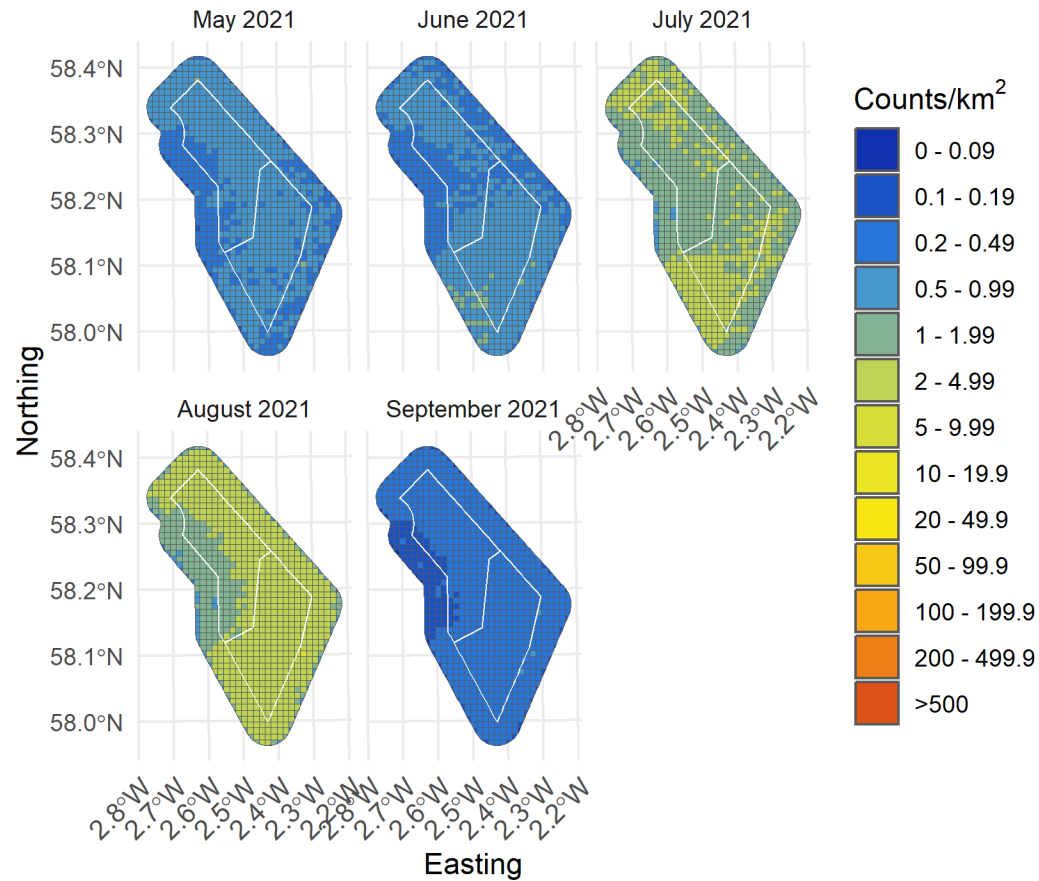 May 2021
June 2021
July 2021
58.4°N
58.3°N
58.2°N
58.1°N
58.0°N
2.8°W
2.7°W
2.6°W
2.5°W
2.4°W
2.3°W
2.2°W
Northing
August 2021
September 2021
58.4°N
58.3°N
58.2°N
58.1°N
58.0°N
2.8°W
2.7°W
2.6°W
2.5°W
2.4°W
2.3°W
2.2°W
2.8°W
2.7°W
2.6°W
2.5°W
2.4°W
2.3°W
2.2°W
Easting
Counts/km²
0 - 0.09
0.1 - 0.19
0.2 - 0.49
0.5 - 0.99
1 - 1.99
2 - 4.99
5 - 9.99
10 - 19.9
20 - 49.9
50 - 99.9
100 - 199.9
200 - 499.9
>500